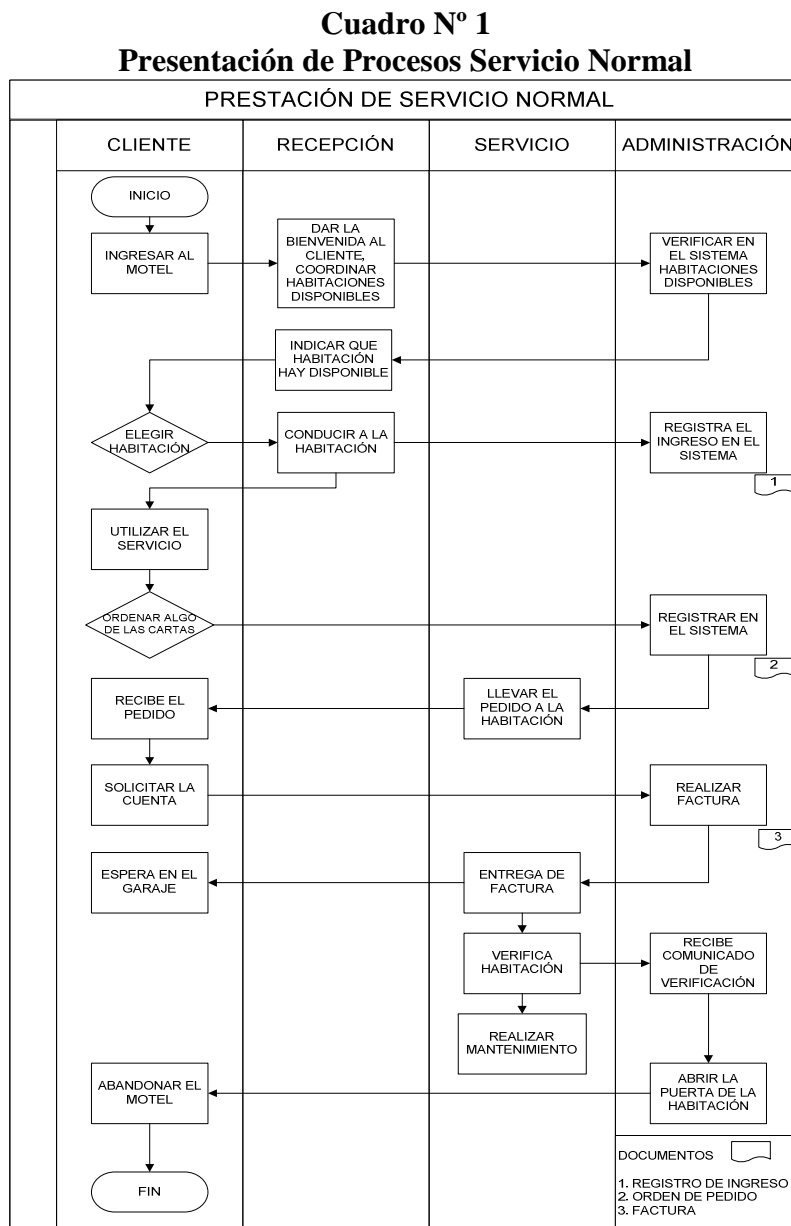 Cuadro Nº 1
Presentación de Procesos Servicio Normal
PRESTACIÓN DE SERVICIO NORMAL
CLIENTE
RECEPCIÓN
SERVICIO
ADMINISTRACIÓN
INICIO
INGRESAR AL
MOTEL
DAR LA
BIENVENIDA AL
CLIENTE,
COORDINAR
HABITACIONES
DISPONIBLES
VERIFICAR EN
EL SISTEMA
HABITACIONES
DISPONIBLES
INDICAR QUE
HABITACIÓN
HAY DISPONIBLE
ELEGIR
HABITACIÓN
CONDUCIR A LA
HABITACIÓN
REGISTRA EL
INGRESO EN EL
SISTEMA
1
UTILIZAR EL
SERVICIO
ORDENAR ALGO
DE LAS CARTAS
REGISTRAR EN
EL SISTEMA
2
LLEVAR EL
PEDIDO A LA
HABITACIÓN
RECIBE EL
PEDIDO
SOLICITAR LA
CUENTA
REALIZAR
FACTURA
3
ENTREGA DE
FACTURA
ESPERA EN EL
GARAJE
VERIFICA
HABITACIÓN
RECIBE
COMUNICADO
DE
VERIFICACIÓN
REALIZAR
MANTENIMIENTO
ABRIR LA
PUERTA DE LA
HABITACIÓN
ABANDONAR EL
MOTEL
FIN
DOCUMENTOS
1. REGISTRO DE INGRESO
2. ORDEN DE PEDIDO
3. FACTURA